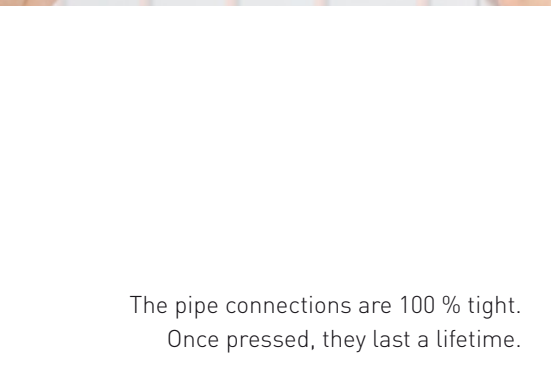 The pipe connections are 100 % tight.
Once pressed, they last a lifetime.